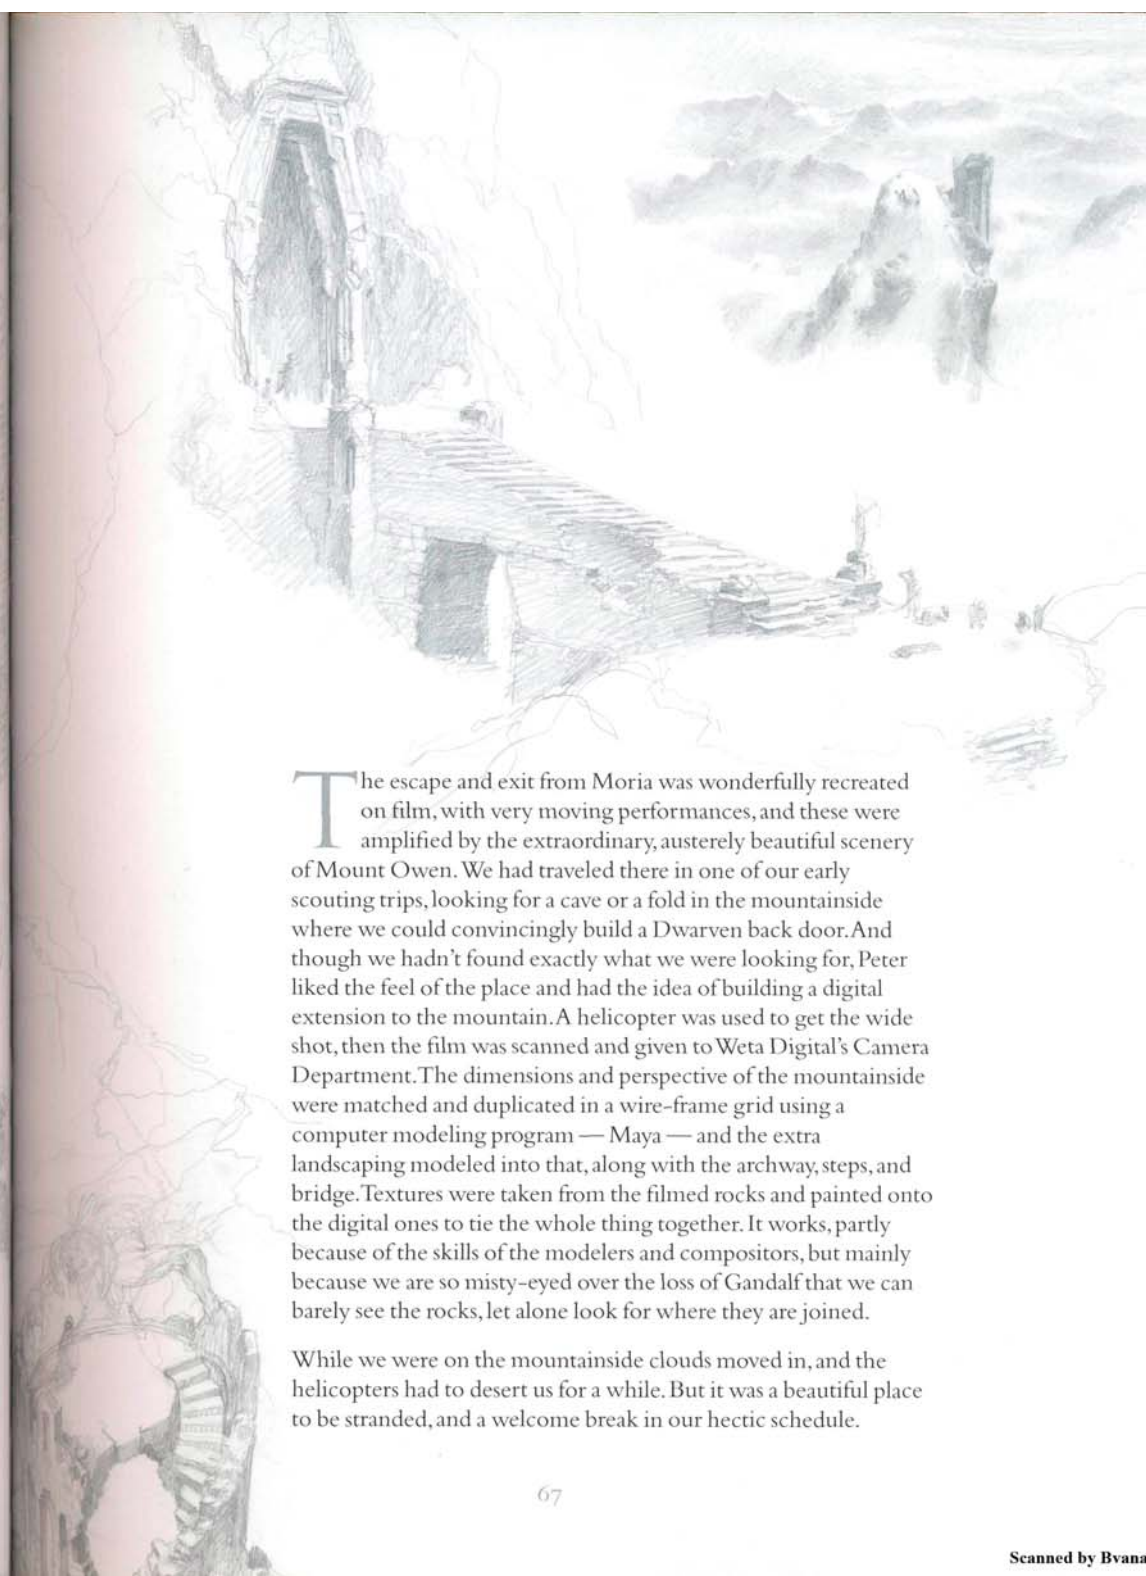 The escape and exit from Moria was wonderfully recreated
on film, with very moving performances, and these were
amplified by the extraordinary, austerely beautiful scenery
of Mount Owen. We had traveled there in one of our early
scouting trips, looking for a cave or a fold in the mountainside
where we could convincingly build a Dwarven back door. And
though we hadn't found exactly what we were looking for, Peter
liked the feel of the place and had the idea of building a digital
extension to the mountain. A helicopter was used to get the wide
shot, then the film was scanned and given to Weta Digital's Camera
Department. The dimensions and perspective of the mountainside
were matched and duplicated in a wire-frame grid using a
computer modeling program — Maya — and the extra
landscaping modeled into that, along with the archway, steps, and
bridge. Textures were taken from the filmed rocks and painted onto
the digital ones to tie the whole thing together. It works, partly
because of the skills of the modelers and compositors, but mainly
because we are so misty-eyed over the loss of Gandalf that we can
barely see the rocks, let alone look for where they are joined.
While we were on the mountainside clouds moved in, and the
helicopters had to desert us for a while. But it was a beautiful place
to be stranded, and a welcome break in our hectic schedule.
67
Scanned by Bvana